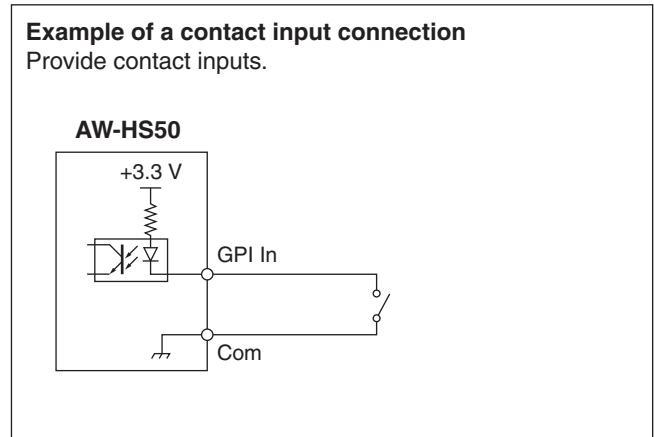 Example of a contact input connection
Provide contact inputs.
AW-HS50
+3.3 V
GPI In
Com